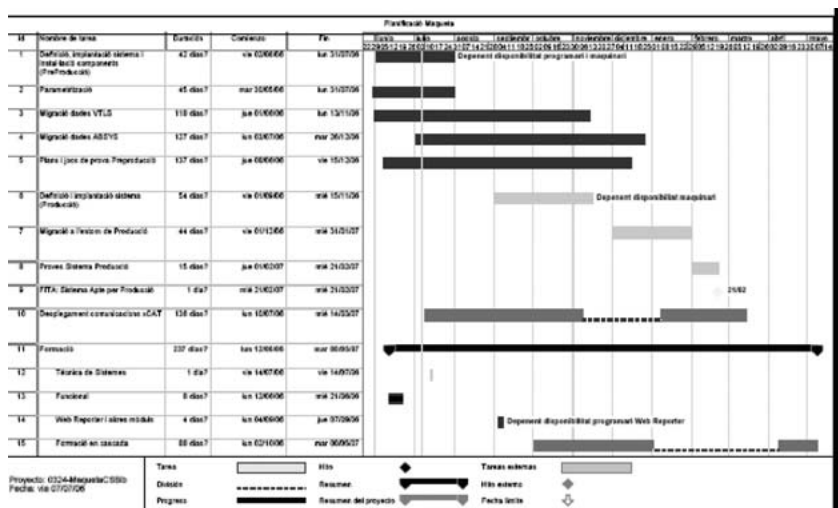 Planificació Maqueta
Id Nombre de tarea Duración Comienzo Fin
junio julio agosto septiembre octubre noviembre diciembre enero febrero marzo abril mayo
1 Definició, implantació sistema i 42 días? vie 02/06/06 lun 31/07/06 Depenent disponibilitat programari i maquinari
instal·lació components
(PreProducció)
2 Parametrització 45 días? mar 30/05/06 lun 31/07/06
3 Migració dades VTLS 118 días? jue 01/06/06 lun 13/11/06
4 Migració dades ABSYS 127 días? lun 03/07/06 mar 26/12/06
5 Plans i jocs de prova Preproducció 137 días? jue 08/06/06 vie 15/12/06
6 Definició i implantació sistema 54 días? vie 01/09/06 mié 15/11/06 Depenent disponibilitat maquinari
(Producció)
7 Migració a l'entorn de Producció 44 días? vie 01/12/06 mié 31/01/07
8 Proves Sistema Producció 15 días? jue 01/02/07 mié 21/02/07
9 FITA: Sistema Apte per Producció 1 día? mié 21/02/07 mié 21/02/07 21/02
10 Desplegament comunicacions xCAT lun 10/07/06 mié 14/03/07
11 Formació 237 días? lun 12/06/06
12 Tècnica de Sistemes 1 día? vie 14/07/06 vie 14/07/06
13 Funcional 8 días? lun 12/06/06 mié 21/06/06
14 Web Reporter i altres mòduls 4 días? lun 04/09/06 jue 07/09/06 Depenent disponibilitat programari Web Reporter
15 Formació en cascada 88 días? lun 02/10/06
Proyecto: 0324-MaquetaCSBib
Fecha: vie 07/07/06
Tarea Hito Tareas externas
División Resumen Hito externo
Progreso Resumen del proyecto Fecha límite